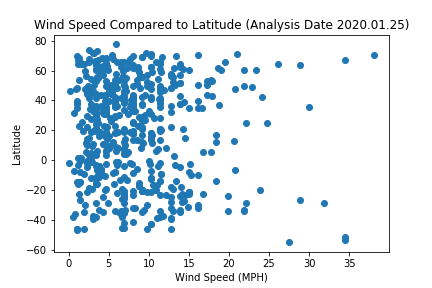 Wind Speed Compared to Latitude (Analysis Date 2020.01.25)
80
60
40
20
0
−20
−40
−60
Latitude
0 5 10 15 20 25 30 35
Wind Speed (MPH)